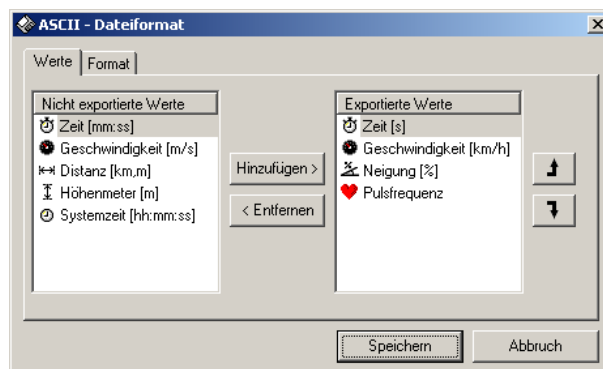 ASCII - Dateiformat
Werte
Format
Nicht exportierte Werte
Zeit [mm:ss]
Geschwindigkeit [m/s]
Distanz [km,m]
Höhenmeter [m]
Systemzeit [hh:mm:ss]
Hinzufügen >
< Entfernen
Exportierte Werte
Zeit [s]
Geschwindigkeit [km/h]
Neigung [%]
Pulsfrequenz
Speichern
Abbruch